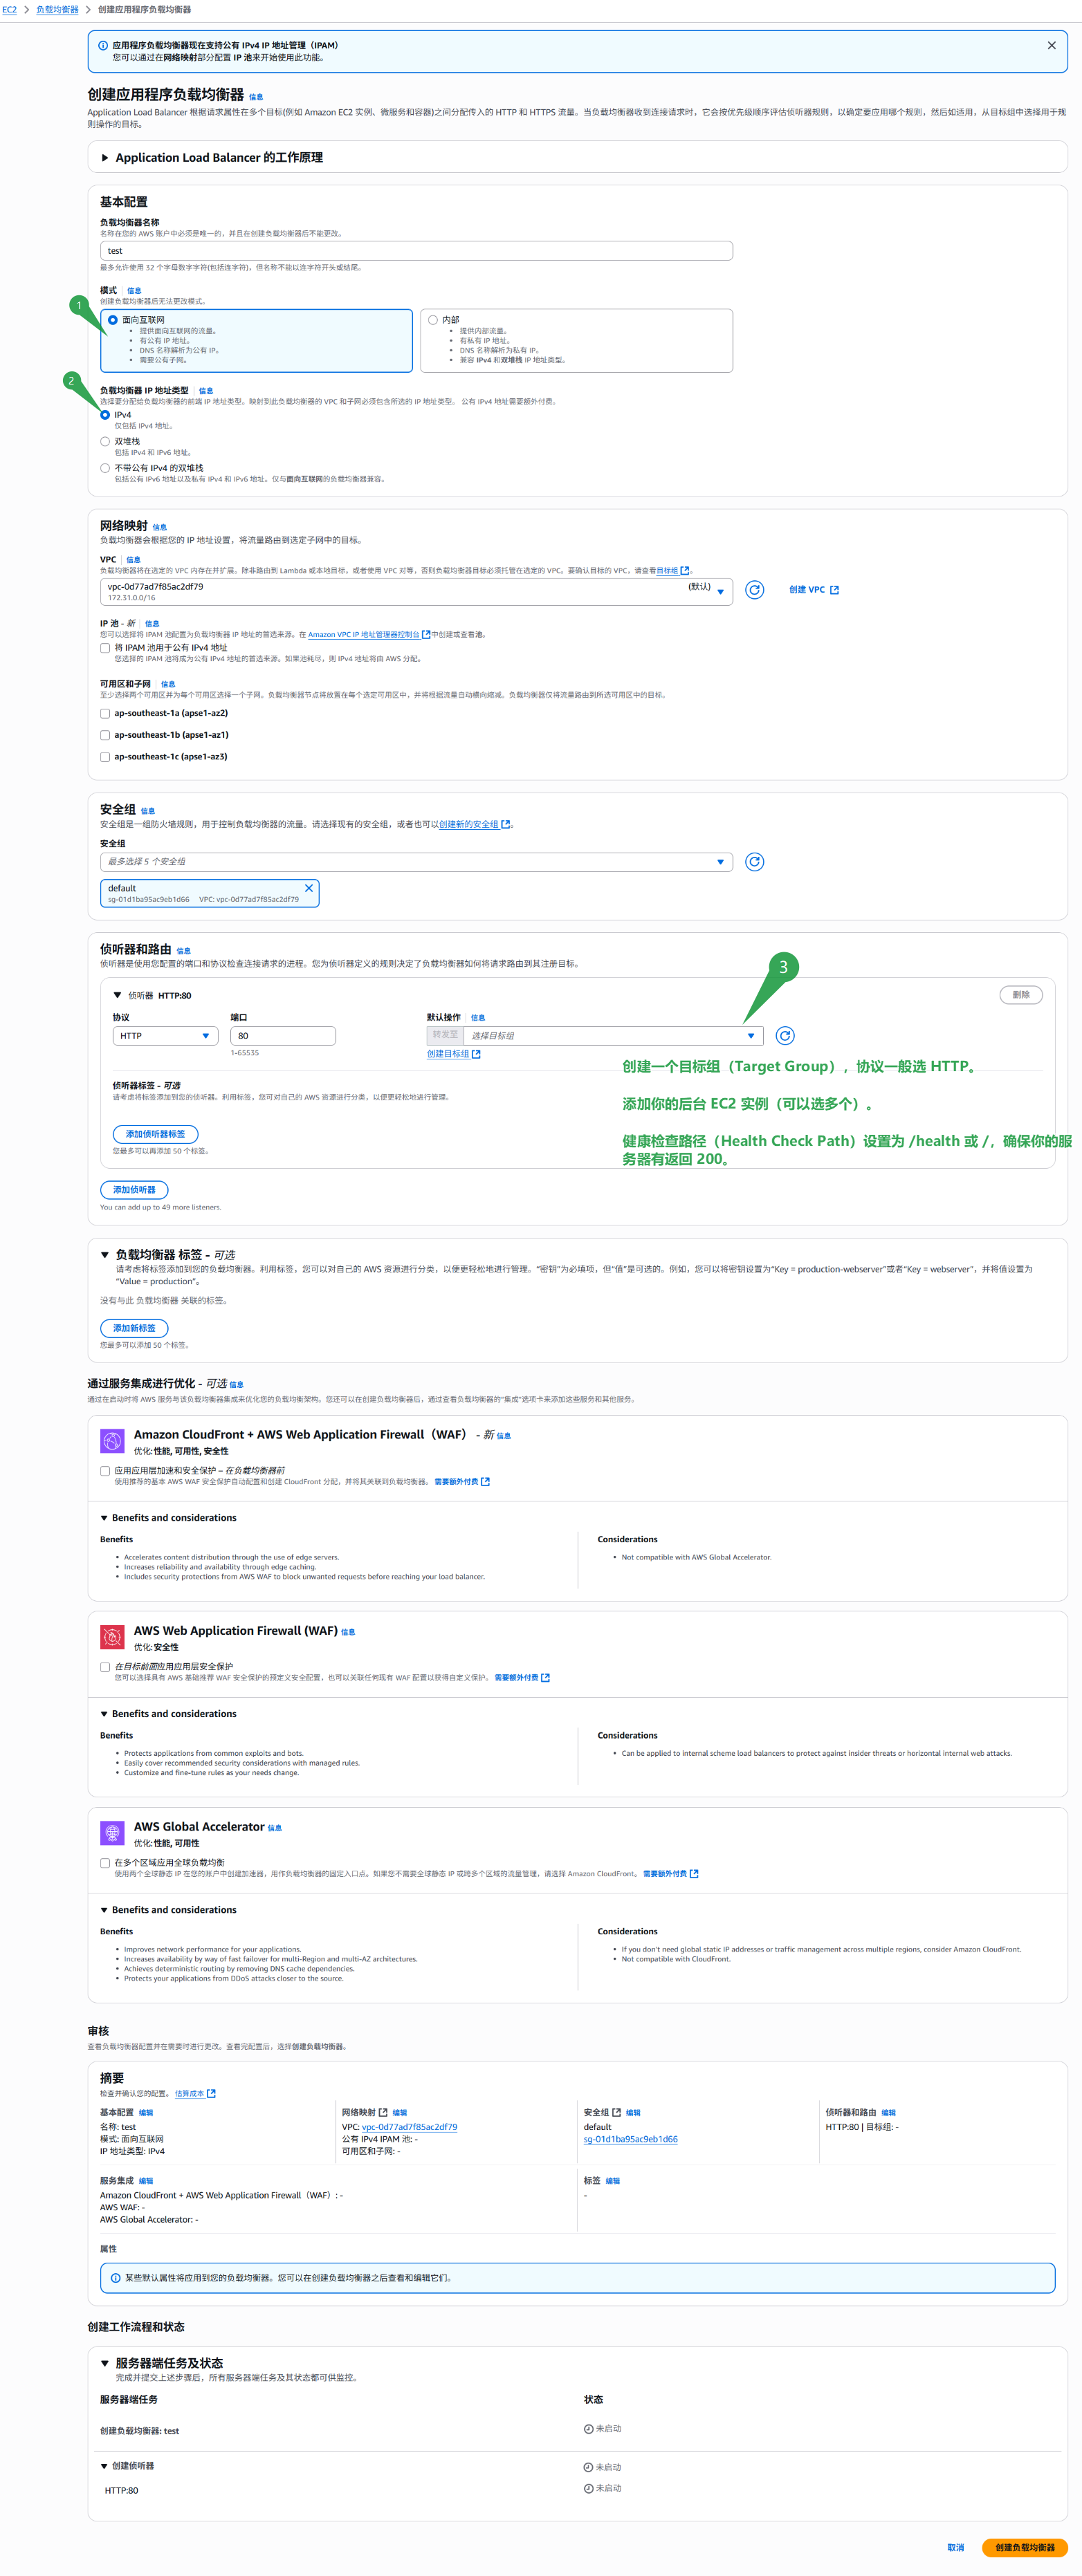 EC2 > 负载均衡器 > 创建应用程序负载均衡器
应用程序负载均衡器现在支持公有 IPv4 IP 地址管理（IPAM）
您可以通过在网络映射部分配置 IP 池来开始使用此功能。
创建应用程序负载均衡器 信息
Application Load Balancer 根据请求属性在多个目标(例如 Amazon EC2 实例、微服务和容器)之间分配传入的 HTTP 和 HTTPS 流量。当负载均衡器收到连接请求时，它会按优先级顺序评估侦听器规则，以确定要应用哪个规则，然后如适用，从目标组中选择用于规
则操作的目标。
Application Load Balancer 的工作原理
基本配置
负载均衡器名称
名称在您的 AWS 账户中必须是唯一的，并且在创建负载均衡器后不能更改。
test
最多允许使用 32 个字母数字字符(包括连字符)，但名称不能以连字符开头或结尾。
模式 信息
创建负载均衡器后无法更改模式。
1
面向互联网
• 提供面向互联网的流量。
• 有公有 IP 地址。
• DNS 名称解析为公有 IP。
• 需要公有子网。
内部
• 提供内部流量。
• 有私有 IP 地址。
• DNS 名称解析为私有 IP。
• 兼容 IPv4 和双堆栈 IP 地址类型。
2
负载均衡器 IP 地址类型 信息
选择要分配给负载均衡器的前端 IP 地址类型。映射到此负载均衡器的 VPC 和子网必须包含所选的 IP 地址类型。 公有 IPv4 地址需要额外付费。
IPv4
仅包括 IPv4 地址。
双堆栈
包括 IPv4 和 IPv6 地址。
不带公有 IPv4 的双堆栈
包括公有 IPv6 地址以及私有 IPv4 和 IPv6 地址。仅与面向互联网的负载均衡器兼容。
网络映射 信息
负载均衡器会根据您的 IP 地址设置，将流量路由到选定子网中的目标。
VPC 信息
负载均衡器将在选定的 VPC 内存在并扩展。除非路由到 Lambda 或本地目标，或者使用 VPC 对等，否则负载均衡器目标必须托管在选定的 VPC。要确认目标的 VPC，请查看目标组。
vpc-0d77ad7f85ac2df79 (默认)
172.31.0.0/16
创建 VPC
IP 池 - 新 信息
您可以选择将 IPAM 池配置为负载均衡器 IP 地址的首选来源。在 Amazon VPC IP 地址管理器控制台中创建或查看池。
将 IPAM 池用于公有 IPv4 地址
您选择的 IPAM 池将成为公有 IPv4 地址的首选来源。如果池耗尽，则 IPv4 地址将由 AWS 分配。
可用区和子网 信息
至少选择两个可用区并为每个可用区选择一个子网。负载均衡器节点将放置在每个选定可用区中，并将根据流量自动横向缩减。负载均衡器仅将流量路由到所选可用区中的目标。
ap-southeast-1a (apse1-az2)
ap-southeast-1b (apse1-az1)
ap-southeast-1c (apse1-az3)
安全组 信息
安全组是一组防火墙规则，用于控制负载均衡器的流量。请选择现有的安全组，或者也可以创建新的安全组。
安全组
最多选择 5 个安全组
default
sg-01d1ba95ac9eb1d66 VPC: vpc-0d77ad7f85ac2df79
侦听器和路由 信息
侦听器是使用您配置的端口和协议检查连接请求的进程。您为侦听器定义的规则决定了负载均衡器如何将请求路由到其注册目标。
3
侦听器 HTTP:80
删除
协议 端口 默认操作 信息
HTTP 80 转发至 选择目标组
1-65535 创建目标组
创建一个目标组（Target Group），协议一般选 HTTP。
添加你的后台 EC2 实例（可以选多个）。
健康检查路径（Health Check Path）设置为 /health 或 /，确保你的服
务器有返回 200。
侦听器标签 - 可选
请考虑将标签添加到您的侦听器。利用标签，您可对自己的 AWS 资源进行分类，以便更轻松地进行管理。
添加侦听器标签
您最多可以再添加 50 个标签。
添加侦听器
You can add up to 49 more listeners.
负载均衡器 标签 - 可选
请考虑将标签添加到您的负载均衡器。利用标签，您可以对自己的 AWS 资源进行分类，以便更轻松地进行管理。“密钥”为必填项，但“值”是可选的。例如，您可以将密钥设置为“Key = production-webserver”或者“Key = webserver”，并将值设置为
“Value = production”。
没有与此 负载均衡器 关联的标签。
添加新标签
您最多可以添加 50 个标签。
通过服务集成进行优化 - 可选 信息
通过在启动时将 AWS 服务与该负载均衡器集成来优化您的负载均衡架构。您还可以在创建负载均衡器后，通过查看负载均衡器的“集成”选项卡来添加这些服务和其他服务。
Amazon CloudFront + AWS Web Application Firewall（WAF） - 新 信息
优化: 性能, 可用性, 安全性
应用应用层加速和安全保护 – 在负载均衡器前
使用推荐的基本 AWS WAF 安全保护自动配置和创建 CloudFront 分配，并将其关联到负载均衡器。 需要额外付费
Benefits and considerations
Benefits
• Accelerates content distribution through the use of edge servers.
• Increases reliability and availability through edge caching.
• Includes security protections from AWS WAF to block unwanted requests before reaching your load balancer.
Considerations
• Not compatible with AWS Global Accelerator.
AWS Web Application Firewall (WAF) 信息
优化: 安全性
在目标前面应用应用层安全保护
您可以选择具有 AWS 基础推荐 WAF 安全保护的预定义安全配置，也可以关联任何现有 WAF 配置以获得自定义保护。 需要额外付费
Benefits and considerations
Benefits
• Protects applications from common exploits and bots.
• Easily cover recommended security considerations with managed rules.
• Customize and fine-tune rules as your needs change.
Considerations
• Can be applied to internal scheme load balancers to protect against insider threats or horizontal internal web attacks.
AWS Global Accelerator 信息
优化: 性能, 可用性
在多个区域应用全球负载均衡
使用两个全球静态 IP 在您的账户中创建加速器，用作负载均衡器的固定入口点。如果您不需要全球静态 IP 或跨多个区域的流量管理，请选择 Amazon CloudFront。 需要额外付费
Benefits and considerations
Benefits
• Improves network performance for your applications.
• Increases availability by way of fast failover for multi-Region and multi-AZ architectures.
• Achieves deterministic routing by removing DNS cache dependencies.
• Protects your applications from DDoS attacks closer to the source.
Considerations
• If you don't need global static IP addresses or traffic management across multiple regions, consider Amazon CloudFront.
• Not compatible with CloudFront.
审核
查看负载均衡器配置并在需要时进行更改。查看完配置后，选择创建负载均衡器。
摘要
检查并确认您的配置。 估算成本
基本配置 编辑
名称: test
模式: 面向互联网
IP 地址类型: IPv4
网络映射 编辑
VPC: vpc-0d77ad7f85ac2df79
公有 IPv4 IPAM 池: -
可用区和子网: -
安全组 编辑
default
sg-01d1ba95ac9eb1d66
侦听器和路由 编辑
HTTP:80 | 目标组: -
服务集成 编辑
Amazon CloudFront + AWS Web Application Firewall（WAF）: -
AWS WAF: -
AWS Global Accelerator: -
标签 编辑
-
属性
某些默认属性将应用到您的负载均衡器。您可以在创建负载均衡器之后查看和编辑它们。
创建工作流程和状态
服务器端任务及状态
完成并提交上述步骤后，所有服务器端任务及其状态都可供监控。
服务器端任务 状态
创建负载均衡器: test 未启动
创建侦听器 未启动
HTTP:80 未启动
取消 创建负载均衡器